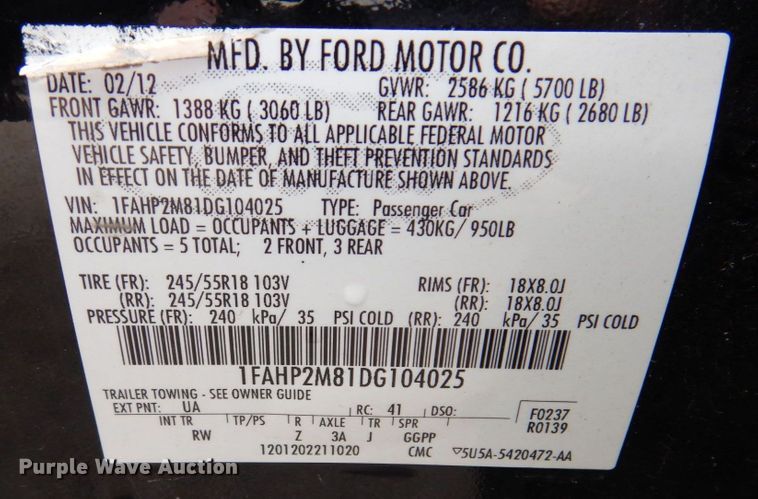 MFD. BY FORD MOTOR CO.
DATE: 02/12 GVWR: 2586 KG ( 5700 LB)
FRONT GAWR: 1388 KG ( 3060 LB) REAR GAWR: 1216 KG ( 2680 LB)
THIS VEHICLE CONFORMS TO ALL APPLICABLE FEDERAL MOTOR
VEHICLE SAFETY, BUMPER, AND THEFT PREVENTION STANDARDS
IN EFFECT ON THE DATE OF MANUFACTURE SHOWN ABOVE.
VIN: 1FAHP2M81DG104025 TYPE: Passenger Car
MAXIMUM LOAD = OCCUPANTS + LUGGAGE = 430KG/ 950LB
OCCUPANTS = 5 TOTAL; 2 FRONT, 3 REAR
TIRE (FR): 245/55R18 103V RIMS (FR): 18X8.0J
(RR): 245/55R18 103V (RR): 18X8.0J
PRESSURE (FR): 240 kPa/ 35 PSI COLD (RR): 240 kPa/ 35 PSI COLD
1FAHP2M81DG104025
TRAILER TOWING - SEE OWNER GUIDE
EXT PNT: UA RC: 41 DSO: F0237
INT TR TP/PS R AXLE TR SPR R0139
RW Z 3A J GGPP
1201202211020 CMC ▽5U5A-5420472-AA
Purple Wave Auction